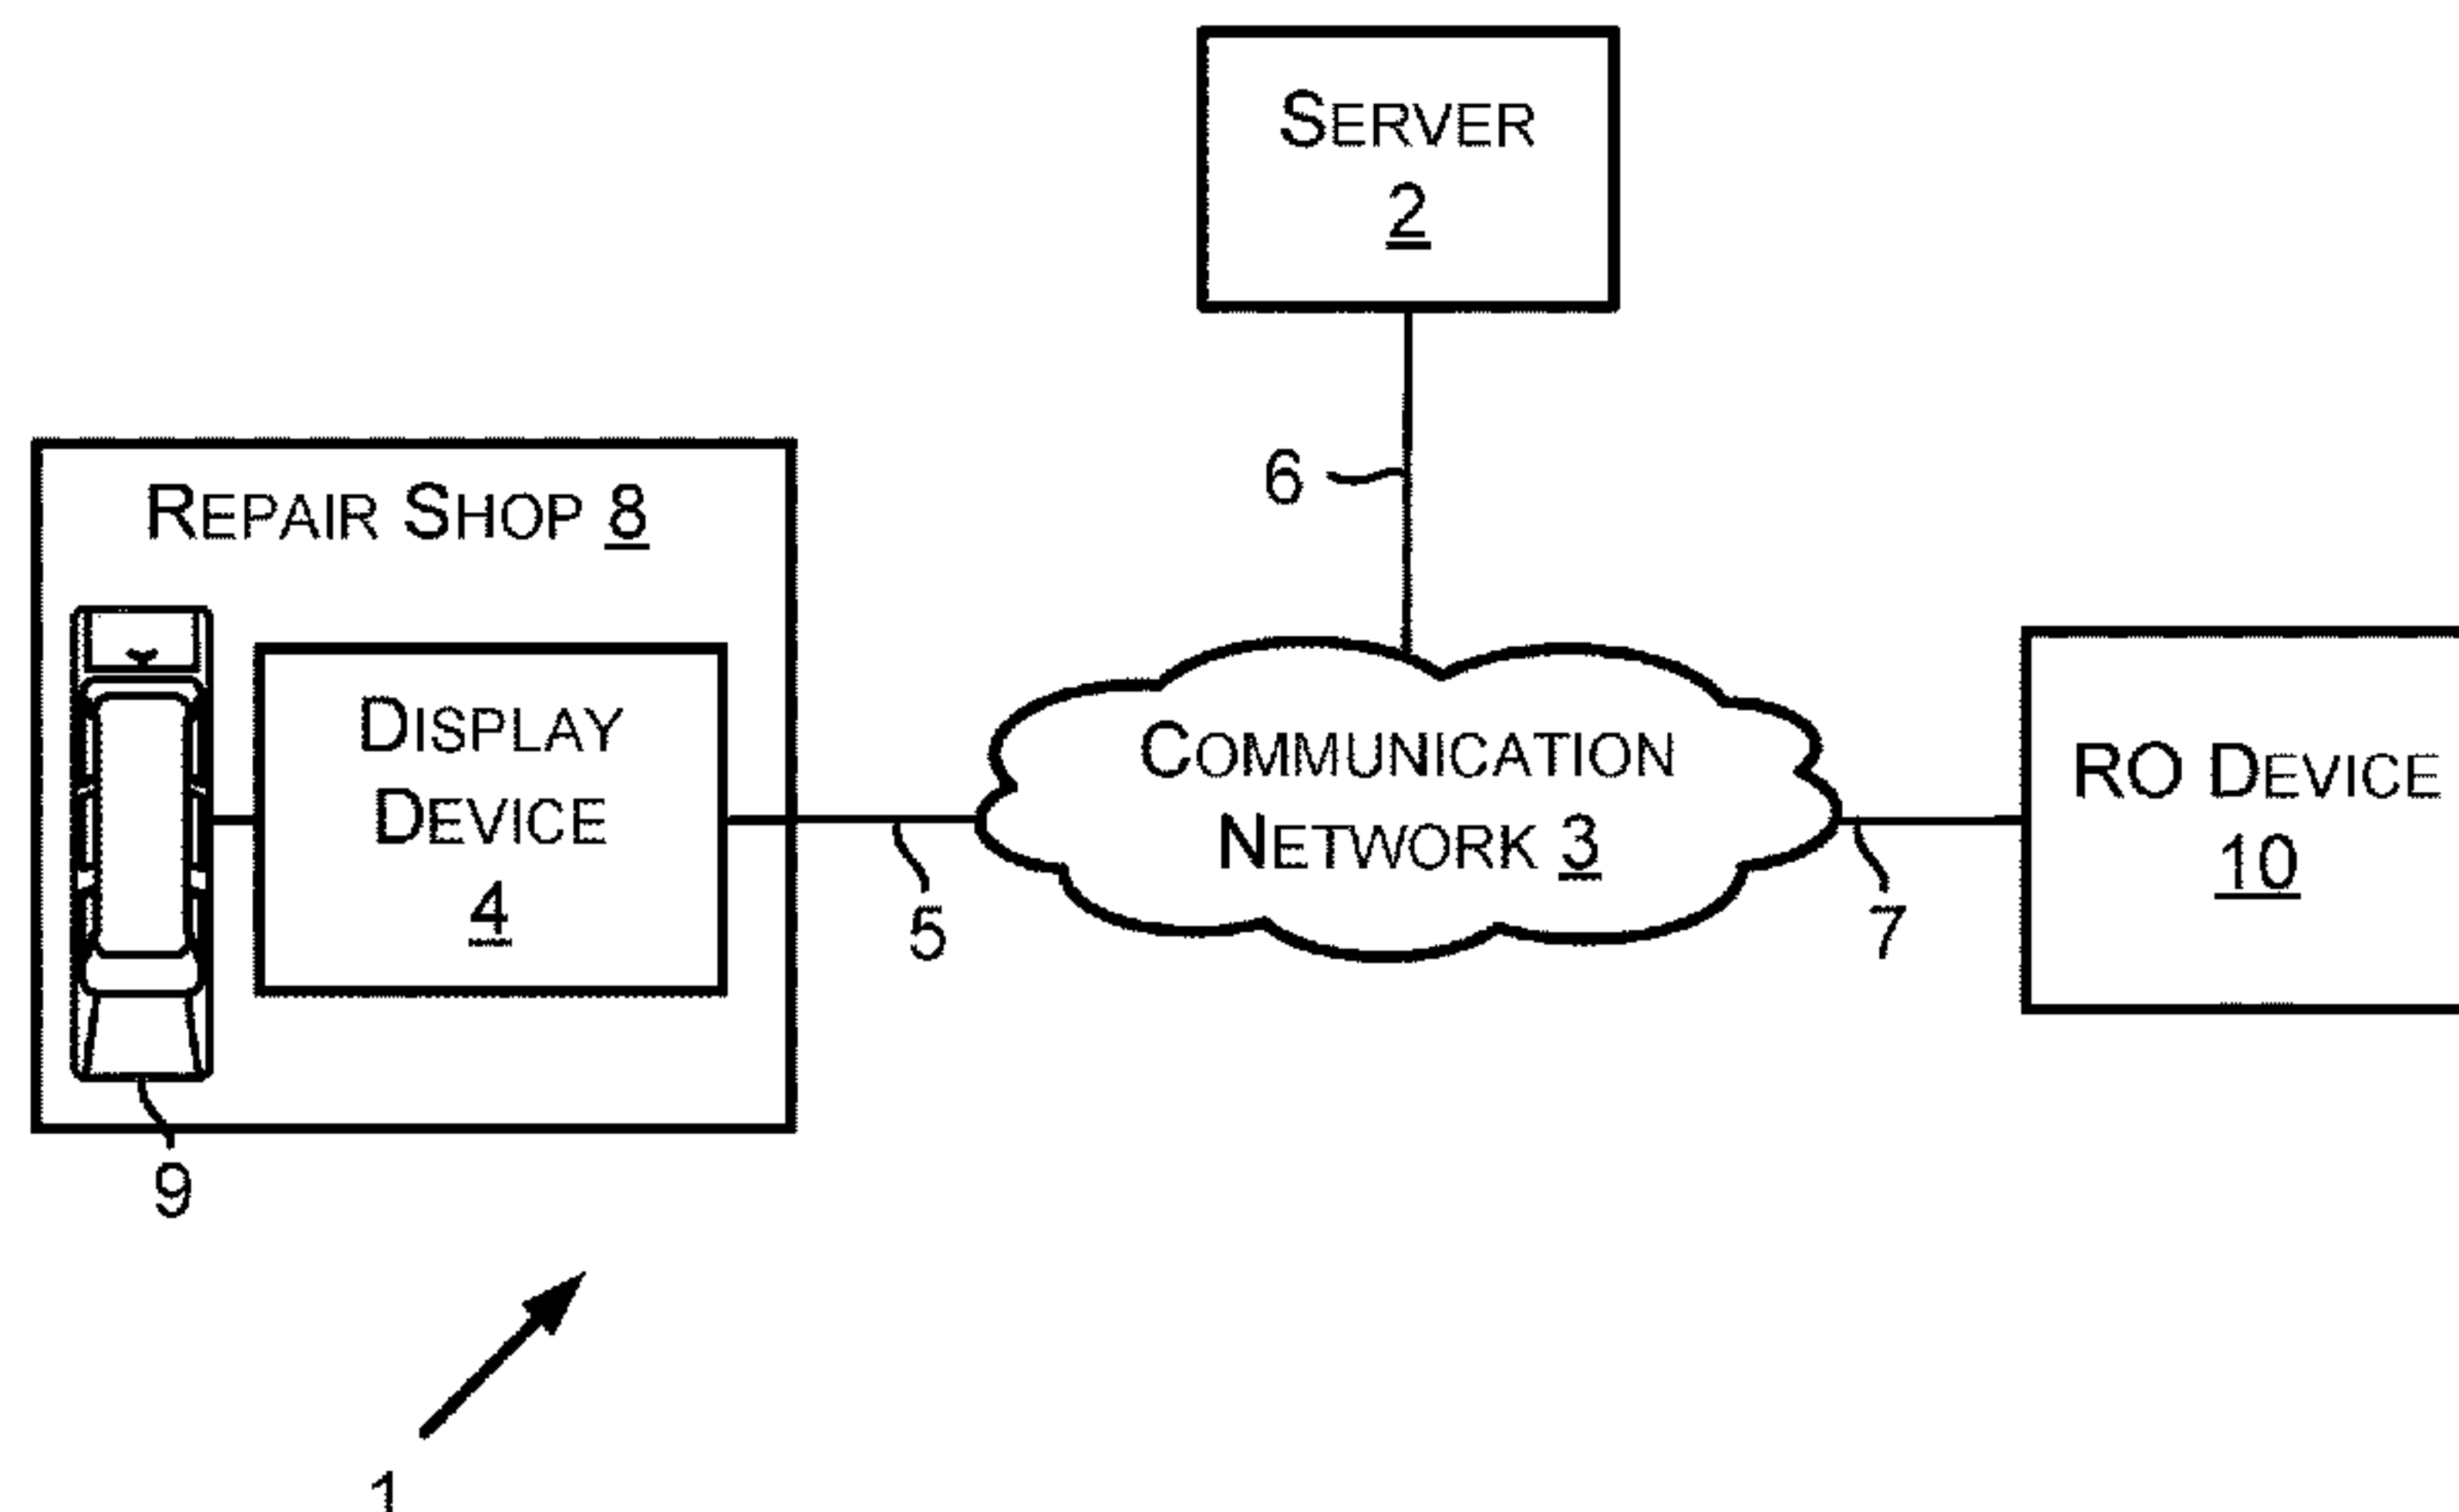 SERVER
2
6
REPAIR SHOP 8
DISPLAY
DEVICE
4
COMMUNICATION
NETWORK 3
RO DEVICE
10
5
7
9
1